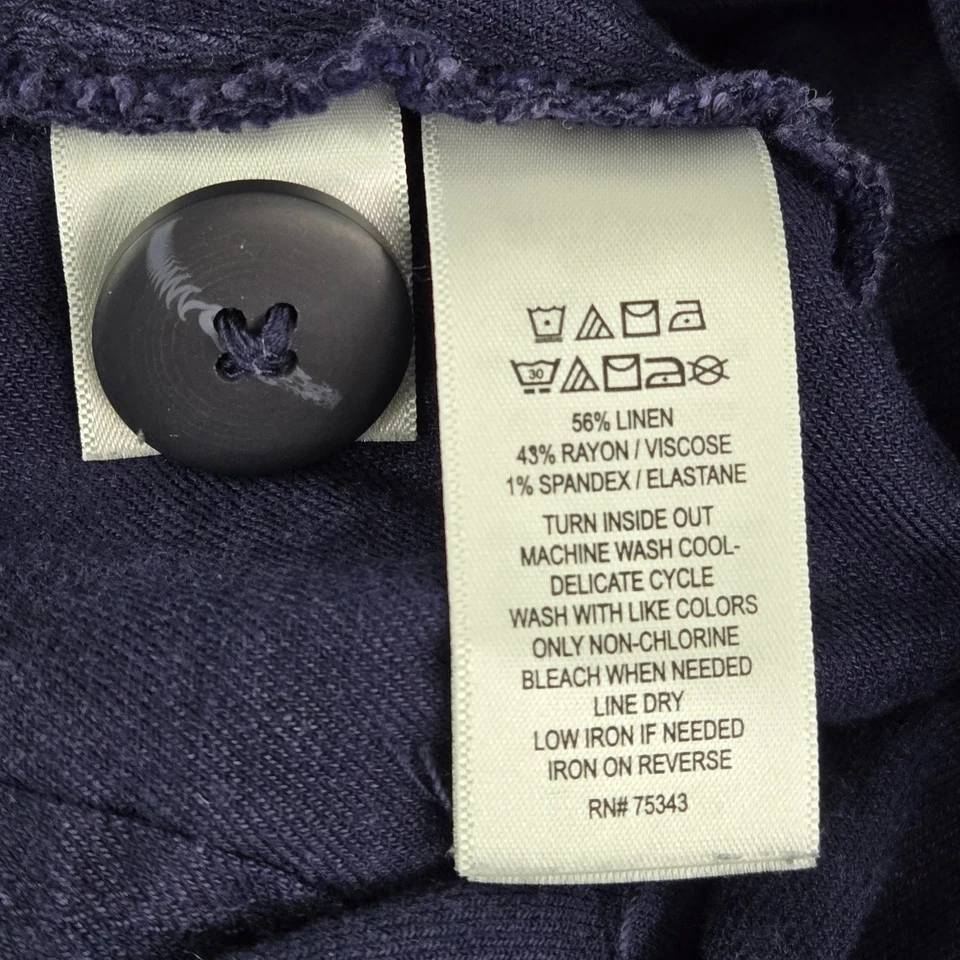 30
56% LINEN
43% RAYON / VISCOSE
1% SPANDEX / ELASTANE
TURN INSIDE OUT
MACHINE WASH COOL-
DELICATE CYCLE
WASH WITH LIKE COLORS
ONLY NON-CHLORINE
BLEACH WHEN NEEDED
LINE DRY
LOW IRON IF NEEDED
IRON ON REVERSE
RN# 75343